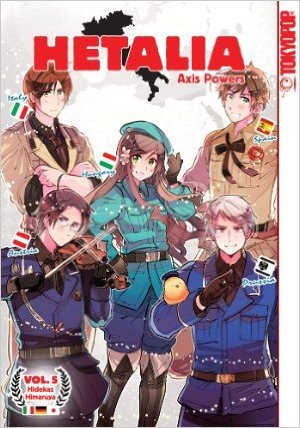 HETALIA
Axis Powers
TOKYOPOP
Italy
Spain
Hungary
Austria
Prussia
VOL. 5
Hidekaz
Himaruya